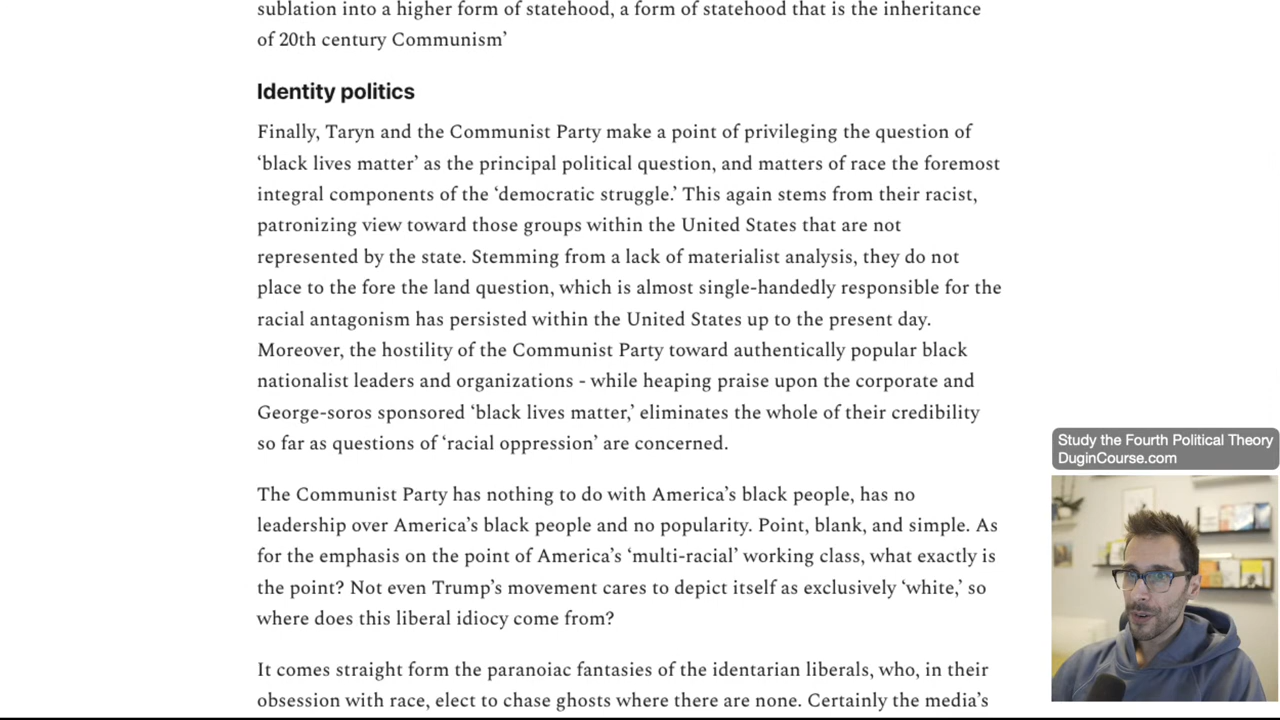 sublation into a higher form of statehood, a form of statehood that is the inheritance
of 20th century Communism’
Identity politics
Finally, Taryn and the Communist Party make a point of privileging the question of
‘black lives matter’ as the principal political question, and matters of race the foremost
integral components of the ‘democratic struggle.’ This again stems from their racist,
patronizing view toward those groups within the United States that are not
represented by the state. Stemming from a lack of materialist analysis, they do not
place to the fore the land question, which is almost single-handedly responsible for the
racial antagonism has persisted within the United States up to the present day.
Moreover, the hostility of the Communist Party toward authentically popular black
nationalist leaders and organizations - while heaping praise upon the corporate and
George-soros sponsored ‘black lives matter,’ eliminates the whole of their credibility
so far as questions of ‘racial oppression’ are concerned.
The Communist Party has nothing to do with America’s black people, has no
leadership over America’s black people and no popularity. Point, blank, and simple. As
for the emphasis on the point of America’s ‘multi-racial’ working class, what exactly is
the point? Not even Trump’s movement cares to depict itself as exclusively ‘white,’ so
where does this liberal idiocy come from?
It comes straight form the paranoiac fantasies of the identarian liberals, who, in their
obsession with race, elect to chase ghosts where there are none. Certainly the media’s
Study the Fourth Political Theory
DuginCourse.com